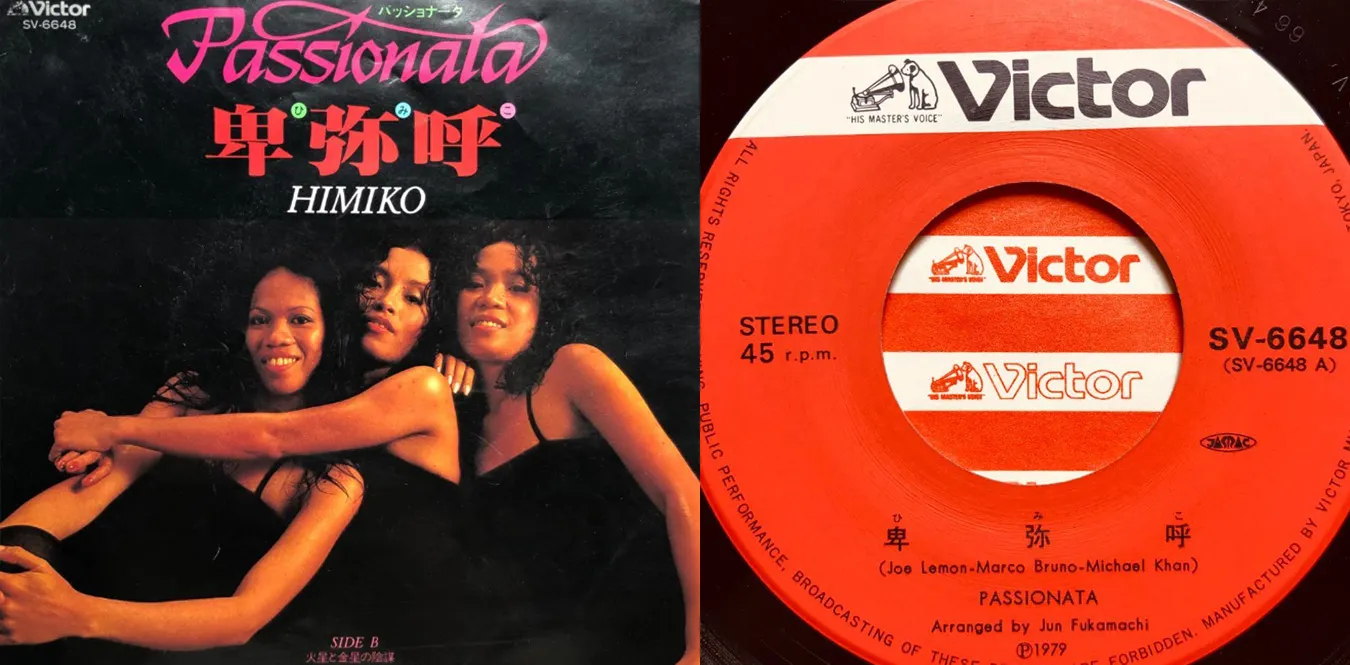 Victor
SV-6648
パッショナータ
Passionata
ひ み こ
卑弥呼
HIMIKO
SIDE B
火星と金星の陰謀
Victor
"HIS MASTER'S VOICE"
ALL RIGHTS RESERVE
PUBLIC PERFORMANCE, BROADCASTING OF THESE
FORBIDDEN. MANUFACTURED BY VICTOR
TOKYO, JAPAN.
STEREO
45 r.p.m.
SV-6648
(SV-6648 A)
JASRAC
Victor
"HIS MASTER'S VOICE"
Victor
"HIS MASTER'S VOICE"
ひ み こ
卑 弥 呼
(Joe Lemon-Marco Bruno-Michael Khan)
PASSIONATA
Arranged by Jun Fukamachi
Ⓟ1979